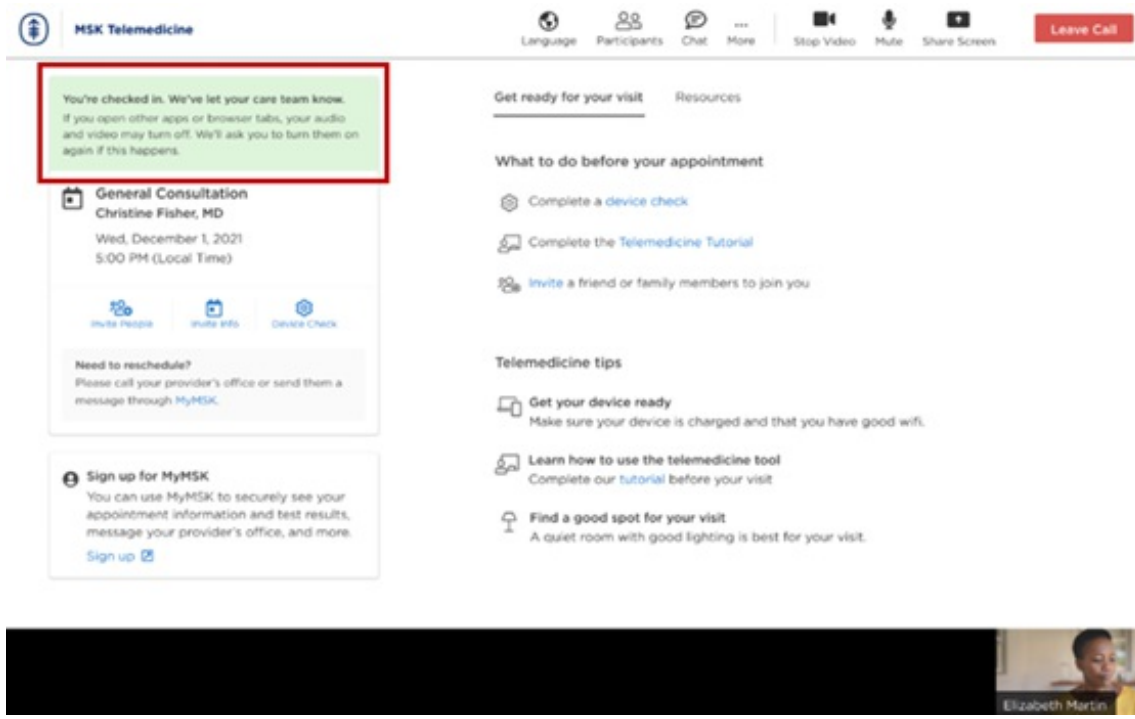 MSK Telemedicine
Language
Participants
Chat
More
Stop Video
Mute
Share Screen
Leave Call
You're checked in. We've let your care team know.
If you open other apps or browser tabs, your audio
and video may turn off. We'll ask you to turn them on
again if this happens.
General Consultation
Christine Fisher, MD
Wed, December 1, 2021
5:00 PM (Local Time)
Invite People
Invite Info
Device Check
Need to reschedule?
Please call your provider's office or send them a
message through MyMSK.
Sign up for MyMSK
You can use MyMSK to securely see your
appointment information and test results,
message your provider's office, and more.
Sign up
Get ready for your visit
Resources
What to do before your appointment
Complete a device check
Complete the Telemedicine Tutorial
Invite a friend or family members to join you
Telemedicine tips
Get your device ready
Make sure your device is charged and that you have good wifi.
Learn how to use the telemedicine tool
Complete our tutorial before your visit
Find a good spot for your visit
A quiet room with good lighting is best for your visit.
Elizabeth Martin